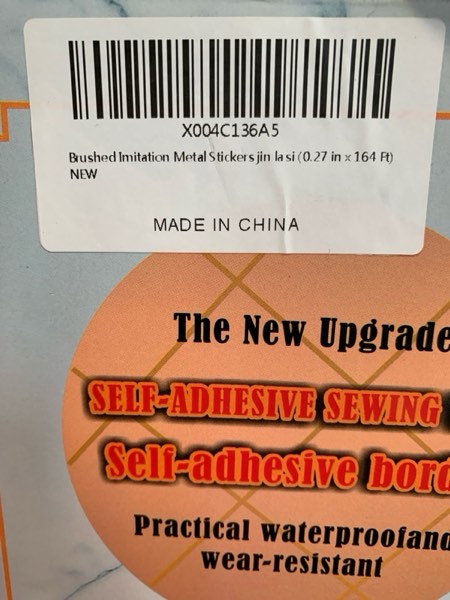 X004C136A5
Brushed Imitation Metal Stickers jin la si (0.27 in x 164 Ft)
NEW
MADE IN CHINA
The New Upgrade
SELF-ADHESIVE SEWING
Self-adhesive bord
Practical waterproofand
wear-resistant